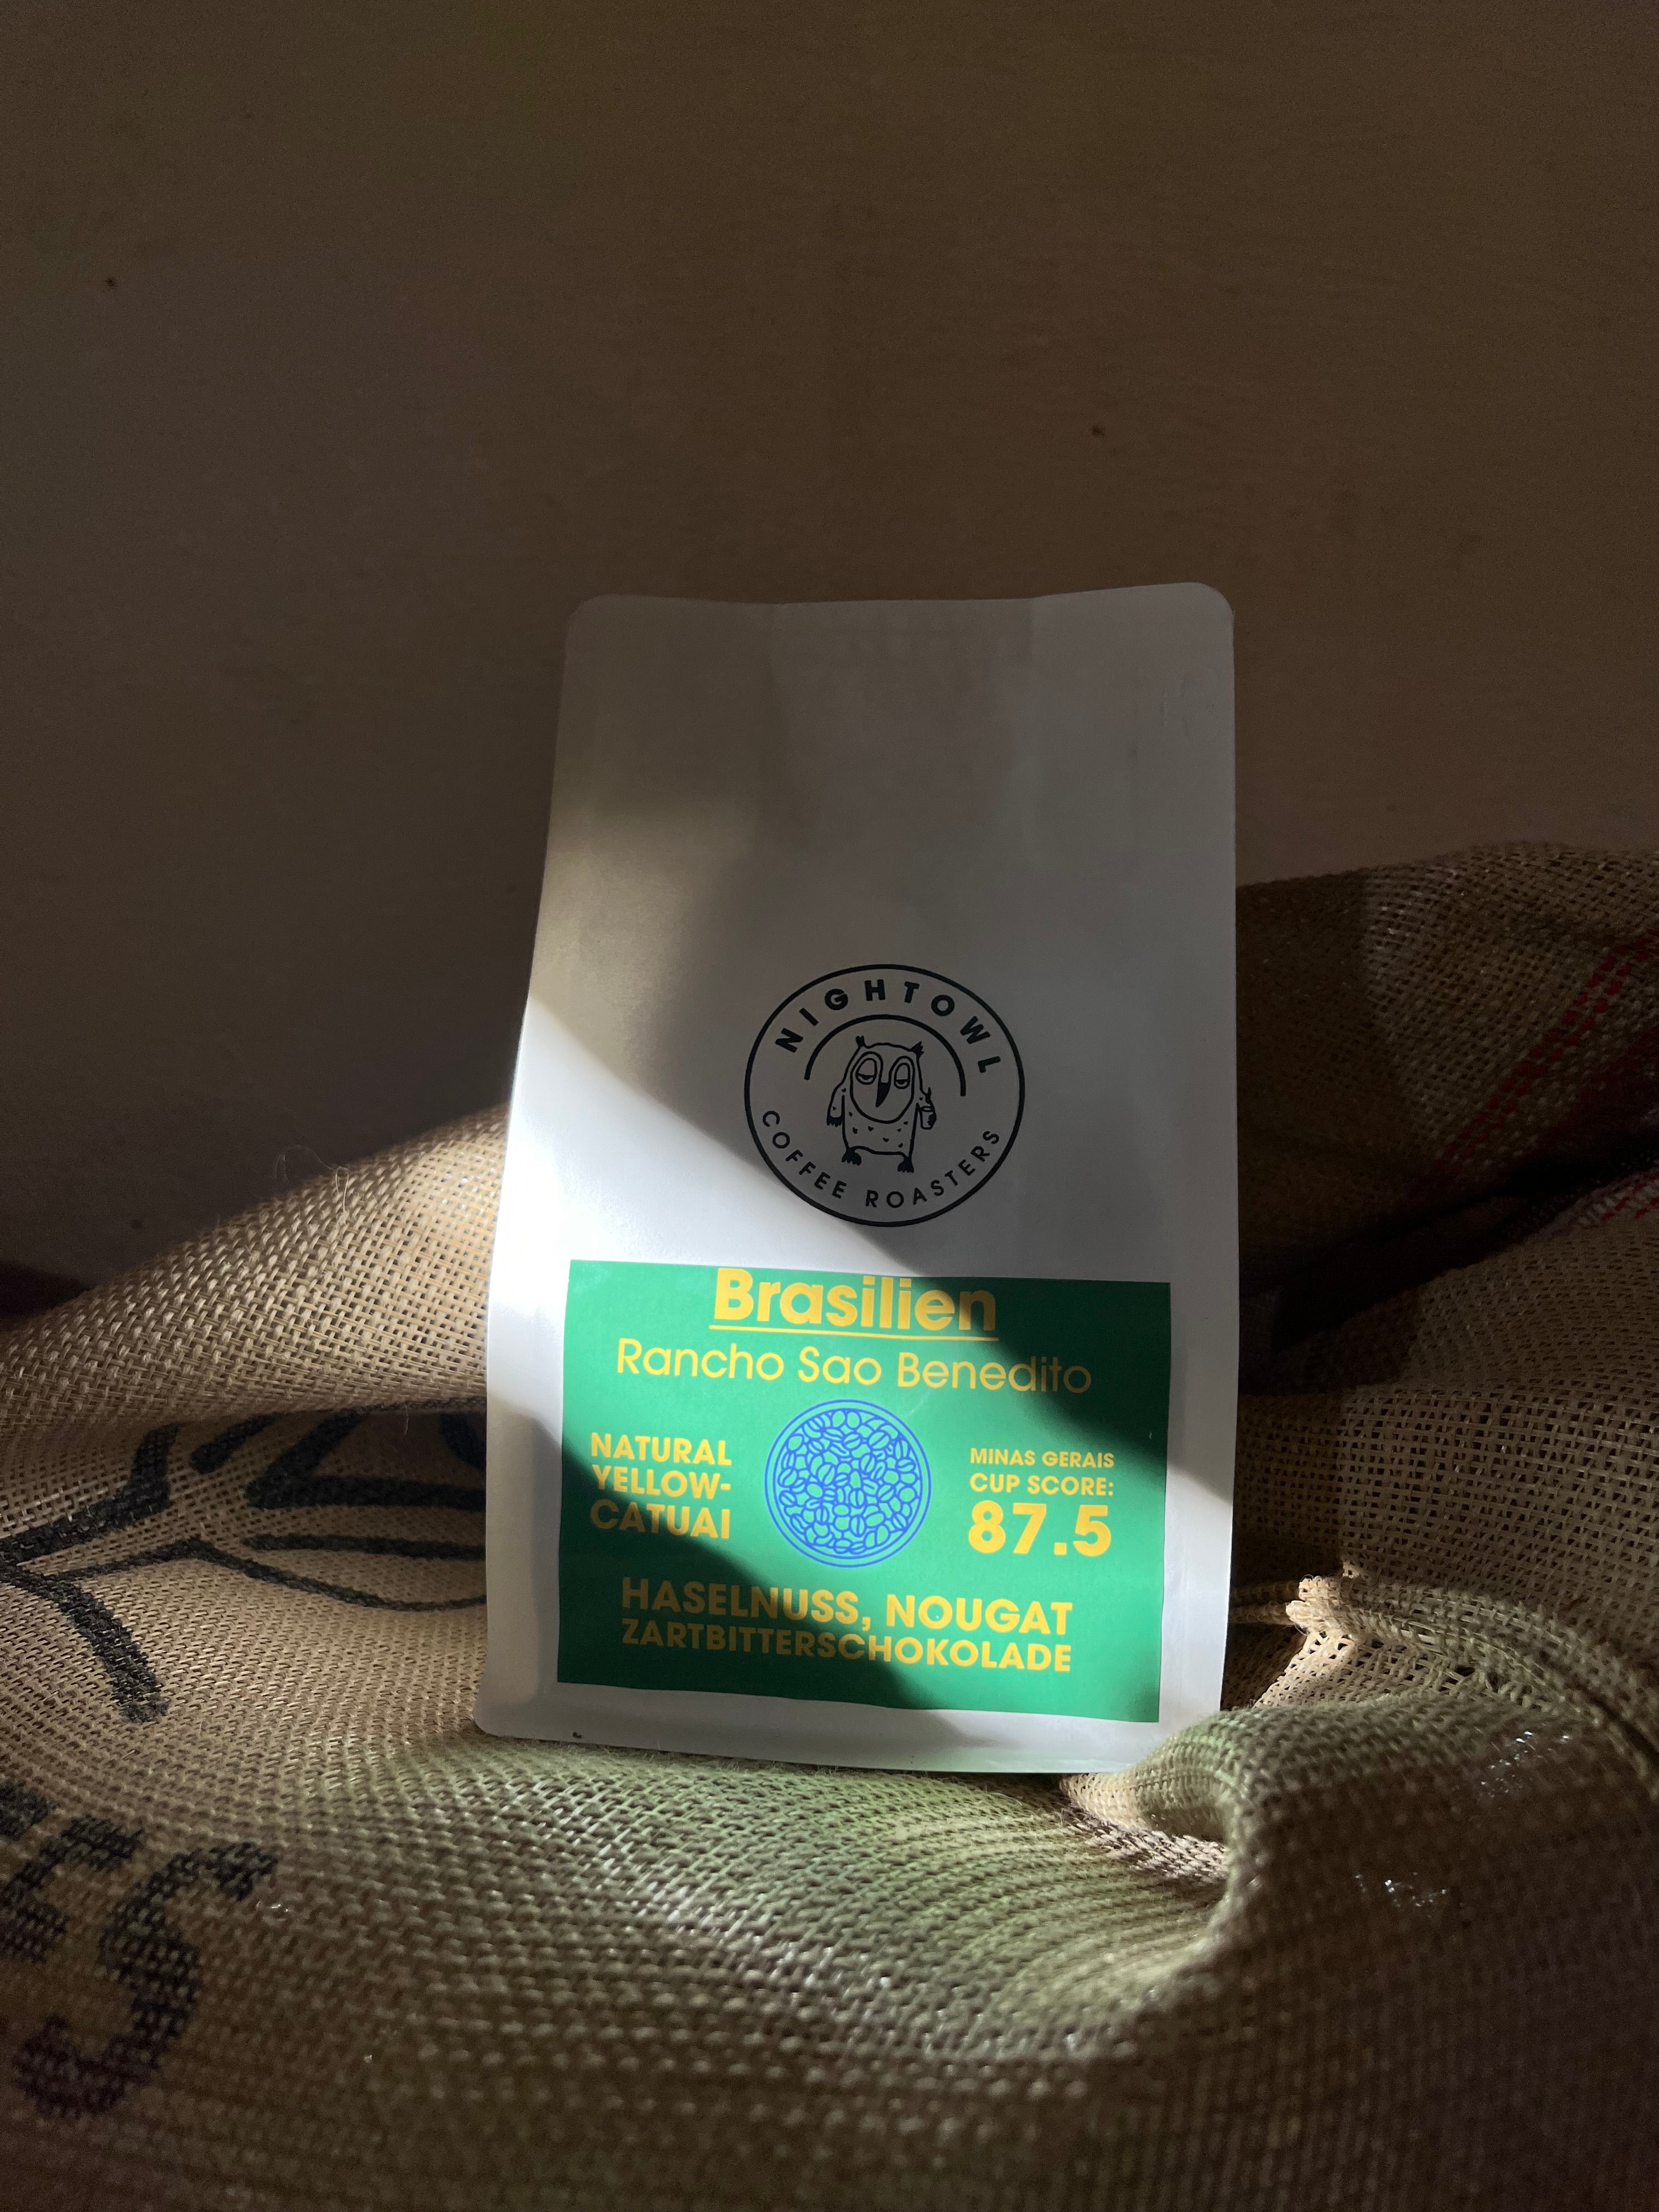 NIGHTOWL
COFFEE ROASTERS
Brasilien
Rancho Sao Benedito
NATURAL
YELLOW-
CATUAI
MINAS GERAIS
CUP SCORE:
87.5
HASELNUSS, NOUGAT
ZARTBITTERSCHOKOLADE